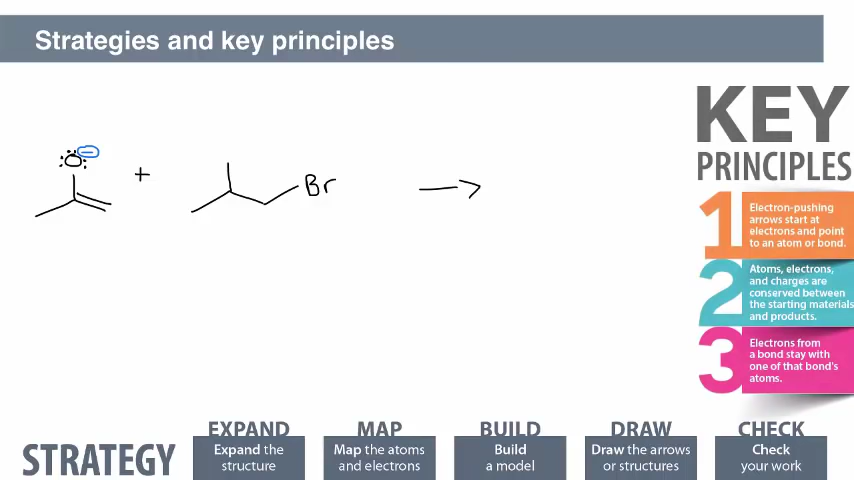 Strategies and key principles
KEY
PRINCIPLES
O
+
Br
1
Electron-pushing
arrows start at
electrons and point
to an atom or bond.
2
Atoms, electrons,
and charges are
conserved between
the starting materials
and products.
3
Electrons from
a bond stay with
one of that bond's
atoms.
STRATEGY
EXPAND
Expand the
structure
MAP
Map the atoms
and electrons
BUILD
Build
a model
DRAW
Draw the arrows
or structures
CHECK
Check
your work